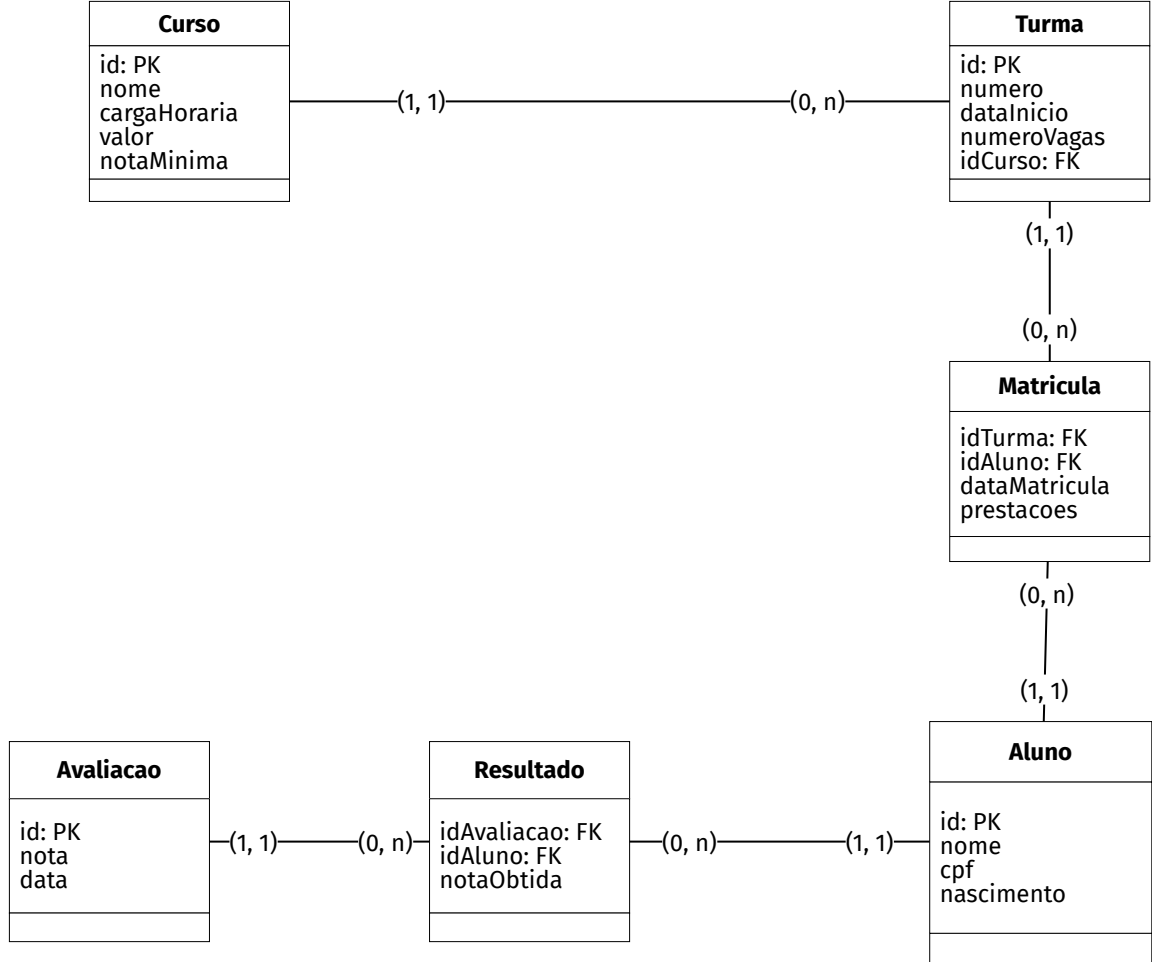 Curso
id: PK
nome
cargaHoraria
valor
notaMinima
(1, 1)
(0, n)
Turma
id: PK
numero
dataInicio
numeroVagas
idCurso: FK
(1, 1)
(0, n)
Matricula
idTurma: FK
idAluno: FK
dataMatricula
prestacoes
(0, n)
(1, 1)
Avaliacao
id: PK
nota
data
(1, 1)
(0, n)
Resultado
idAvaliacao: FK
idAluno: FK
notaObtida
(0, n)
(1, 1)
Aluno
id: PK
nome
cpf
nascimento